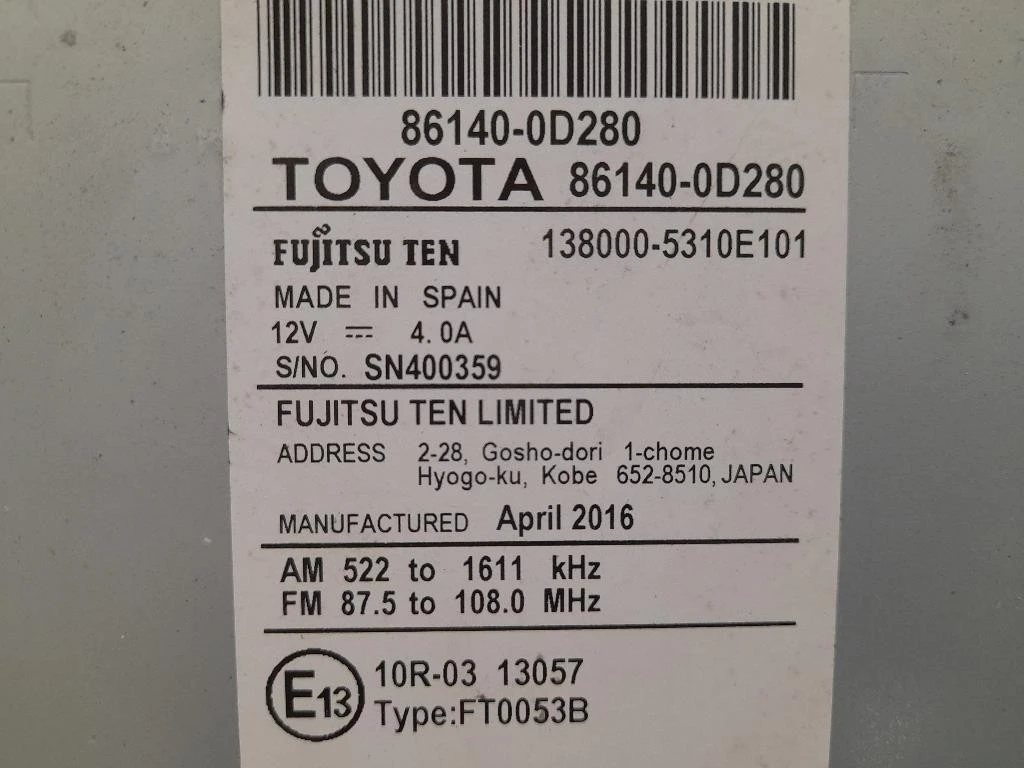 86140-0D280
TOYOTA 86140-0D280
FUJITSU TEN 138000-5310E101
MADE IN SPAIN
12V ⎓ 4.0A
S/NO. SN400359
FUJITSU TEN LIMITED
ADDRESS 2-28, Gosho-dori 1-chome
Hyogo-ku, Kobe 652-8510, JAPAN
MANUFACTURED April 2016
AM 522 to 1611 kHz
FM 87.5 to 108.0 MHz
E13 10R-03 13057
Type:FT0053B